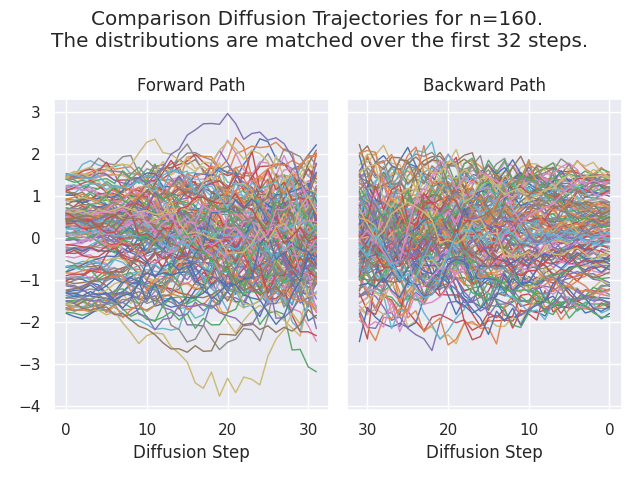 Comparison Diffusion Trajectories for n=160.
The distributions are matched over the first 32 steps.
Forward Path
Backward Path
3
2
1
0
−1
−2
−3
−4
0 10 20 30
30 20 10 0
Diffusion Step
Diffusion Step